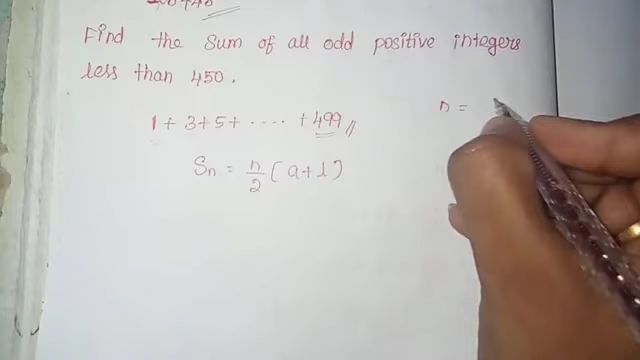 Find the sum of all odd positive integers
less than 450.
1 + 3 + 5 + .... + 499 //
n =
Sn = n/2 [a+l)